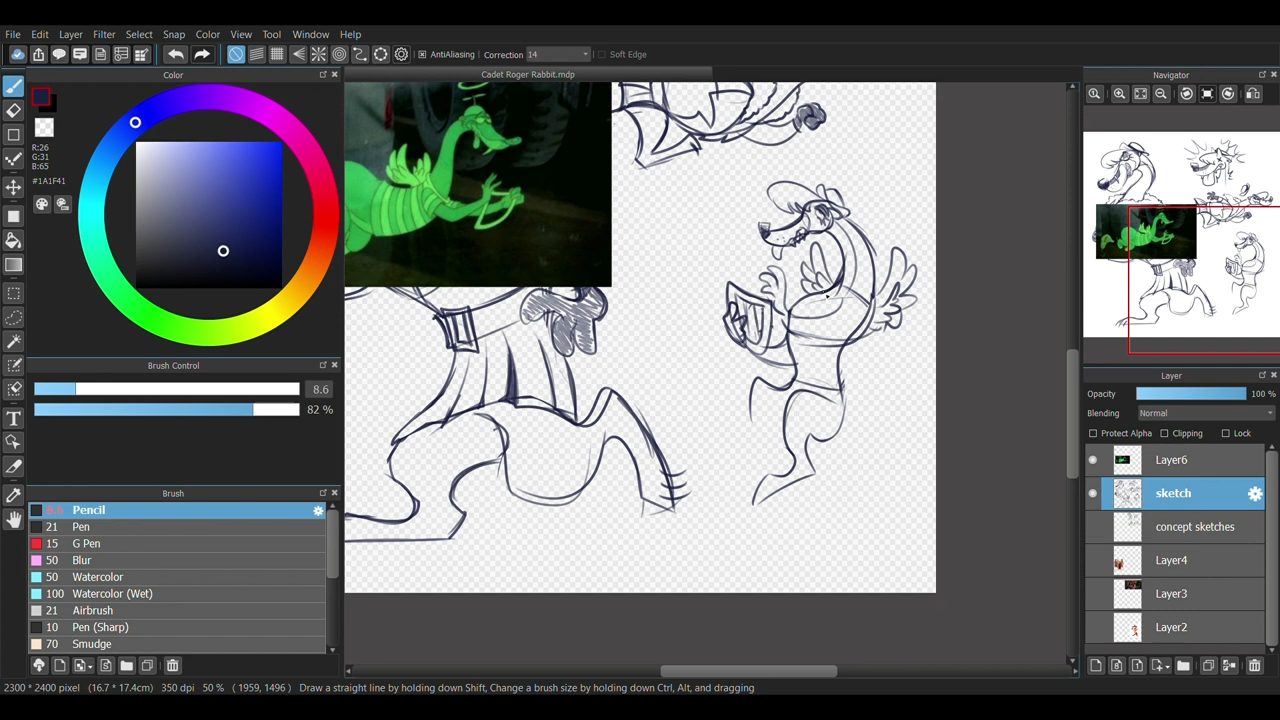 File Edit Layer Filter Select Snap Color View Tool Window Help
AntiAliasing Correction 14 Soft Edge
Color
R:26
G:31
B:65
#1A1F41
Brush Control
8.6
82 %
Brush
8.6 Pencil
21 Pen
15 G Pen
50 Blur
50 Watercolor
100 Watercolor (Wet)
21 Airbrush
10 Pen (Sharp)
70 Smudge
Cadet Roger Rabbit.mdp
Navigator
Layer
Opacity 100 %
Blending Normal
Protect Alpha Clipping Lock
Layer6
sketch
concept sketches
Layer4
Layer3
Layer2
2300 * 2400 pixel (16.7 * 17.4cm) 350 dpi 50 % ( 1959, 1496 ) Draw a straight line by holding down Shift, Change a brush size by holding down Ctrl, Alt, and dragging